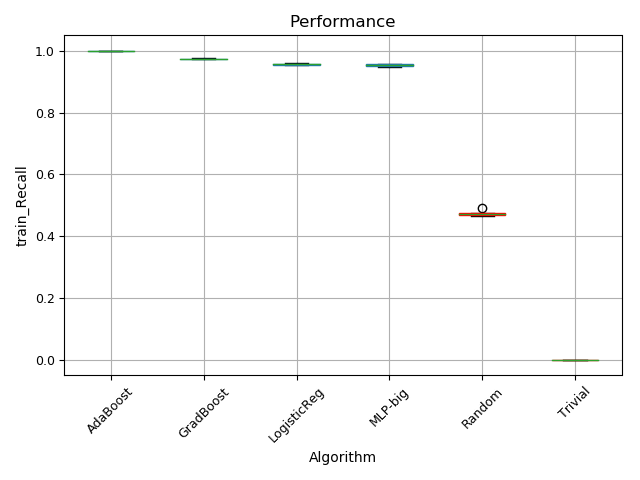 Performance
train_Recall
1.0
0.8
0.6
0.4
0.2
0.0
AdaBoost
GradBoost
LogisticReg
MLP-big
Random
Trivial
Algorithm